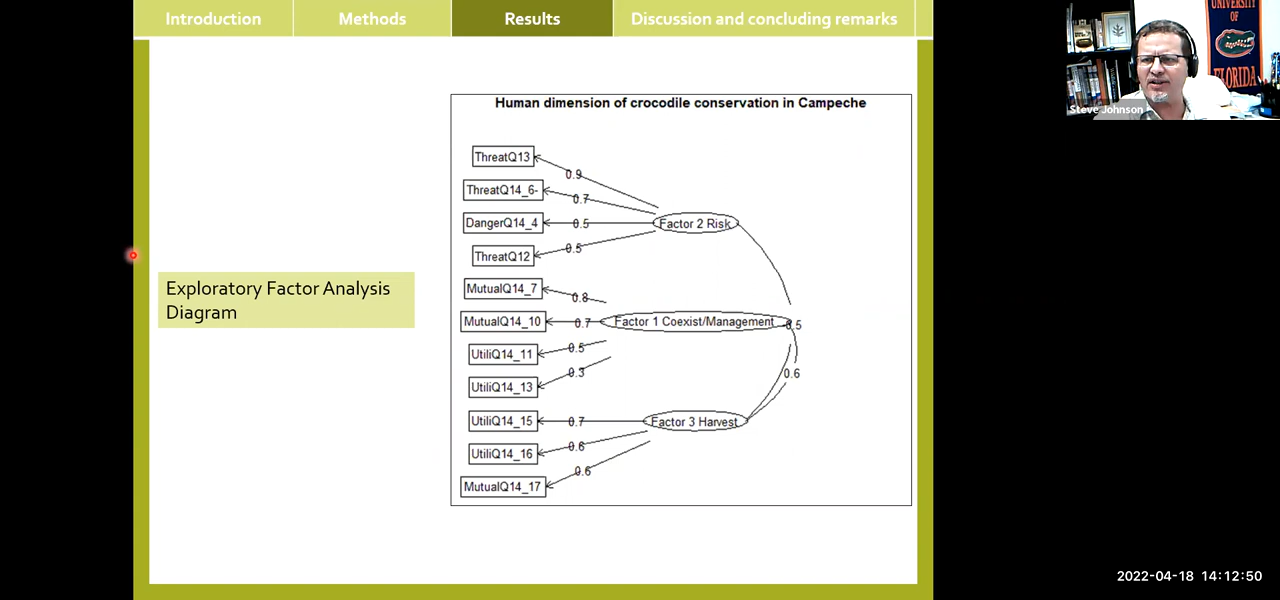 Introduction
Methods
Results
Discussion and concluding remarks
UNIVERSITY
OF
FLORIDA
Steve Johnson
Human dimension of crocodile conservation in Campeche
ThreatQ13
0.9
ThreatQ14_6-
0.7
DangerQ14_4
0.5
Factor 2 Risk
0.5
ThreatQ12
Exploratory Factor Analysis
Diagram
MutualQ14_7
0.8
MutualQ14_10
0.7
Factor 1 Coexist/Management
-0.5
UtiliQ14_11
0.5
0.3
0.6
UtiliQ14_13
UtiliQ14_15
0.7
Factor 3 Harvest
0.6
UtiliQ14_16
0.6
MutualQ14_17
2022-04-18 14:12:50